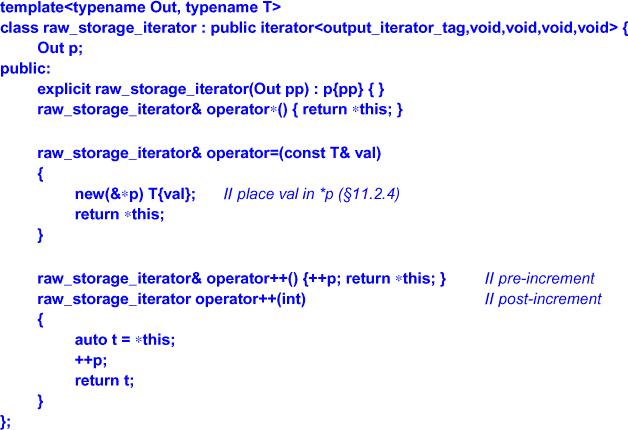 template<typename Out, typename T>
class raw_storage_iterator : public iterator<output_iterator_tag,void,void,void,void> {
Out p;
public:
explicit raw_storage_iterator(Out pp) : p{pp} { }
raw_storage_iterator& operator∗() { return ∗this; }
raw_storage_iterator& operator=(const T& val)
{
new(&∗p) T{val}; // place val in *p (§11.2.4)
return ∗this;
}
raw_storage_iterator& operator++() {++p; return ∗this; } // pre-increment
raw_storage_iterator operator++(int) // post-increment
{
auto t = ∗this;
++p;
return t;
}
};